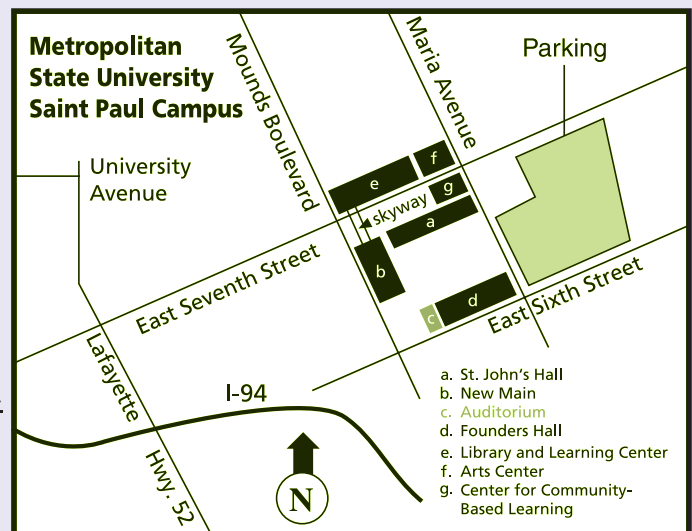 Metropolitan
State University
Saint Paul Campus
University
Avenue
Mounds Boulevard
Maria Avenue
Parking
e
f
g
skyway
a
b
c
d
East Seventh Street
East Sixth Street
Lafayette
Hwy. 52
I-94
N
a. St. John's Hall
b. New Main
c. Auditorium
d. Founders Hall
e. Library and Learning Center
f. Arts Center
g. Center for Community-
Based Learning